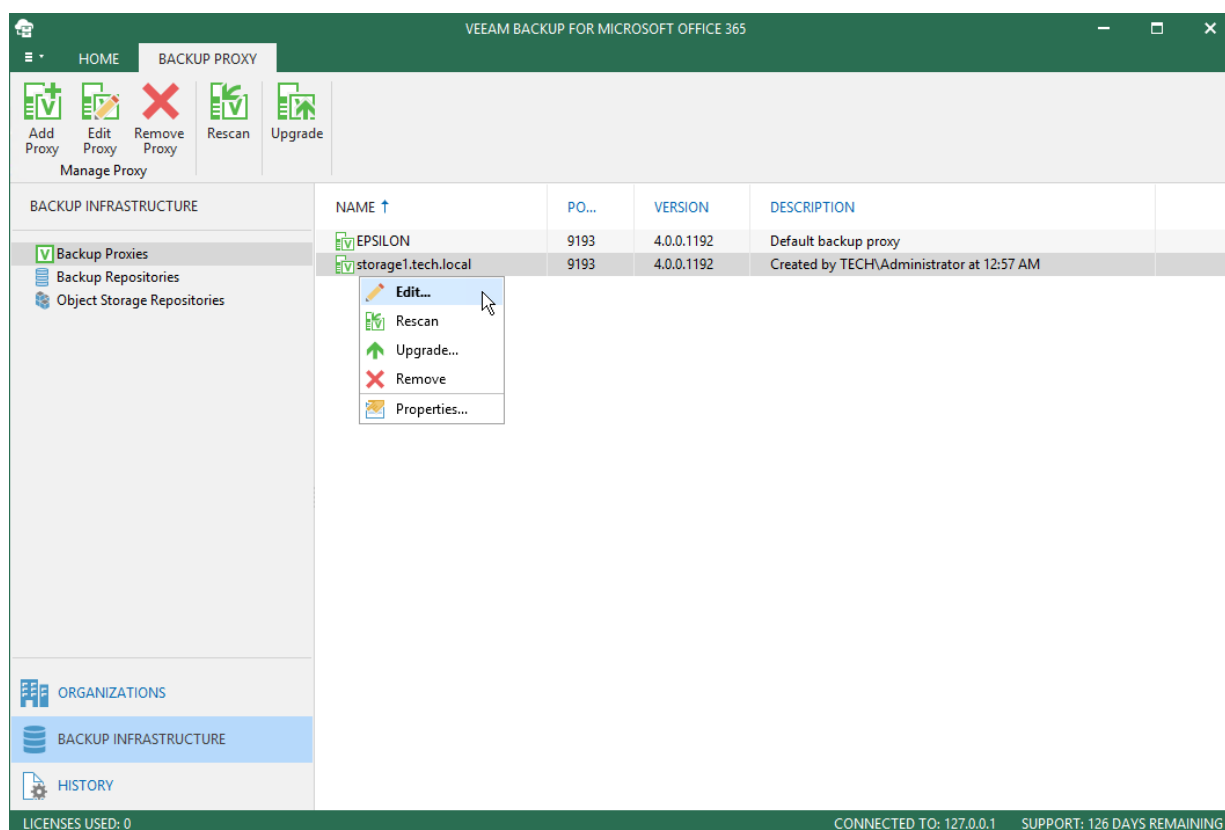 VEEAM BACKUP FOR MICROSOFT OFFICE 365
HOME BACKUP PROXY
Add Proxy Edit Proxy Remove Proxy Rescan Upgrade
Manage Proxy
BACKUP INFRASTRUCTURE
Backup Proxies
Backup Repositories
Object Storage Repositories
NAME PO... VERSION DESCRIPTION
EPSILON 9193 4.0.0.1192 Default backup proxy
storage1.tech.local 9193 4.0.0.1192 Created by TECH\Administrator at 12:57 AM
Edit...
Rescan
Upgrade...
Remove
Properties...
ORGANIZATIONS
BACKUP INFRASTRUCTURE
HISTORY
LICENSES USED: 0 CONNECTED TO: 127.0.0.1 SUPPORT: 126 DAYS REMAINING